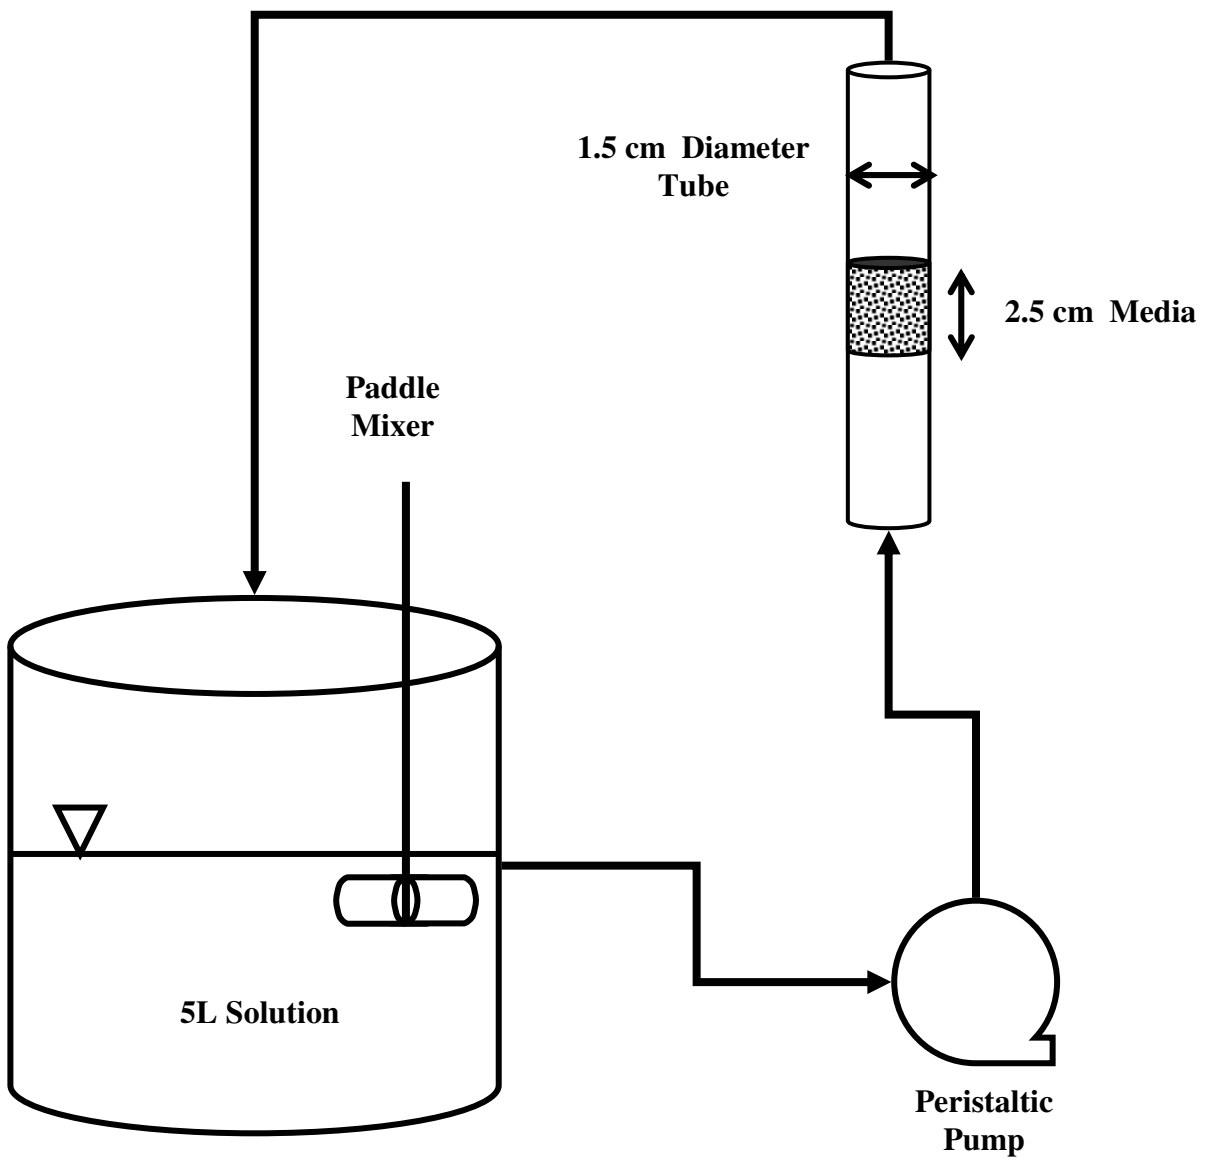 1.5 cm Diameter
Tube
2.5 cm Media
Paddle
Mixer
5L Solution
Peristaltic
Pump